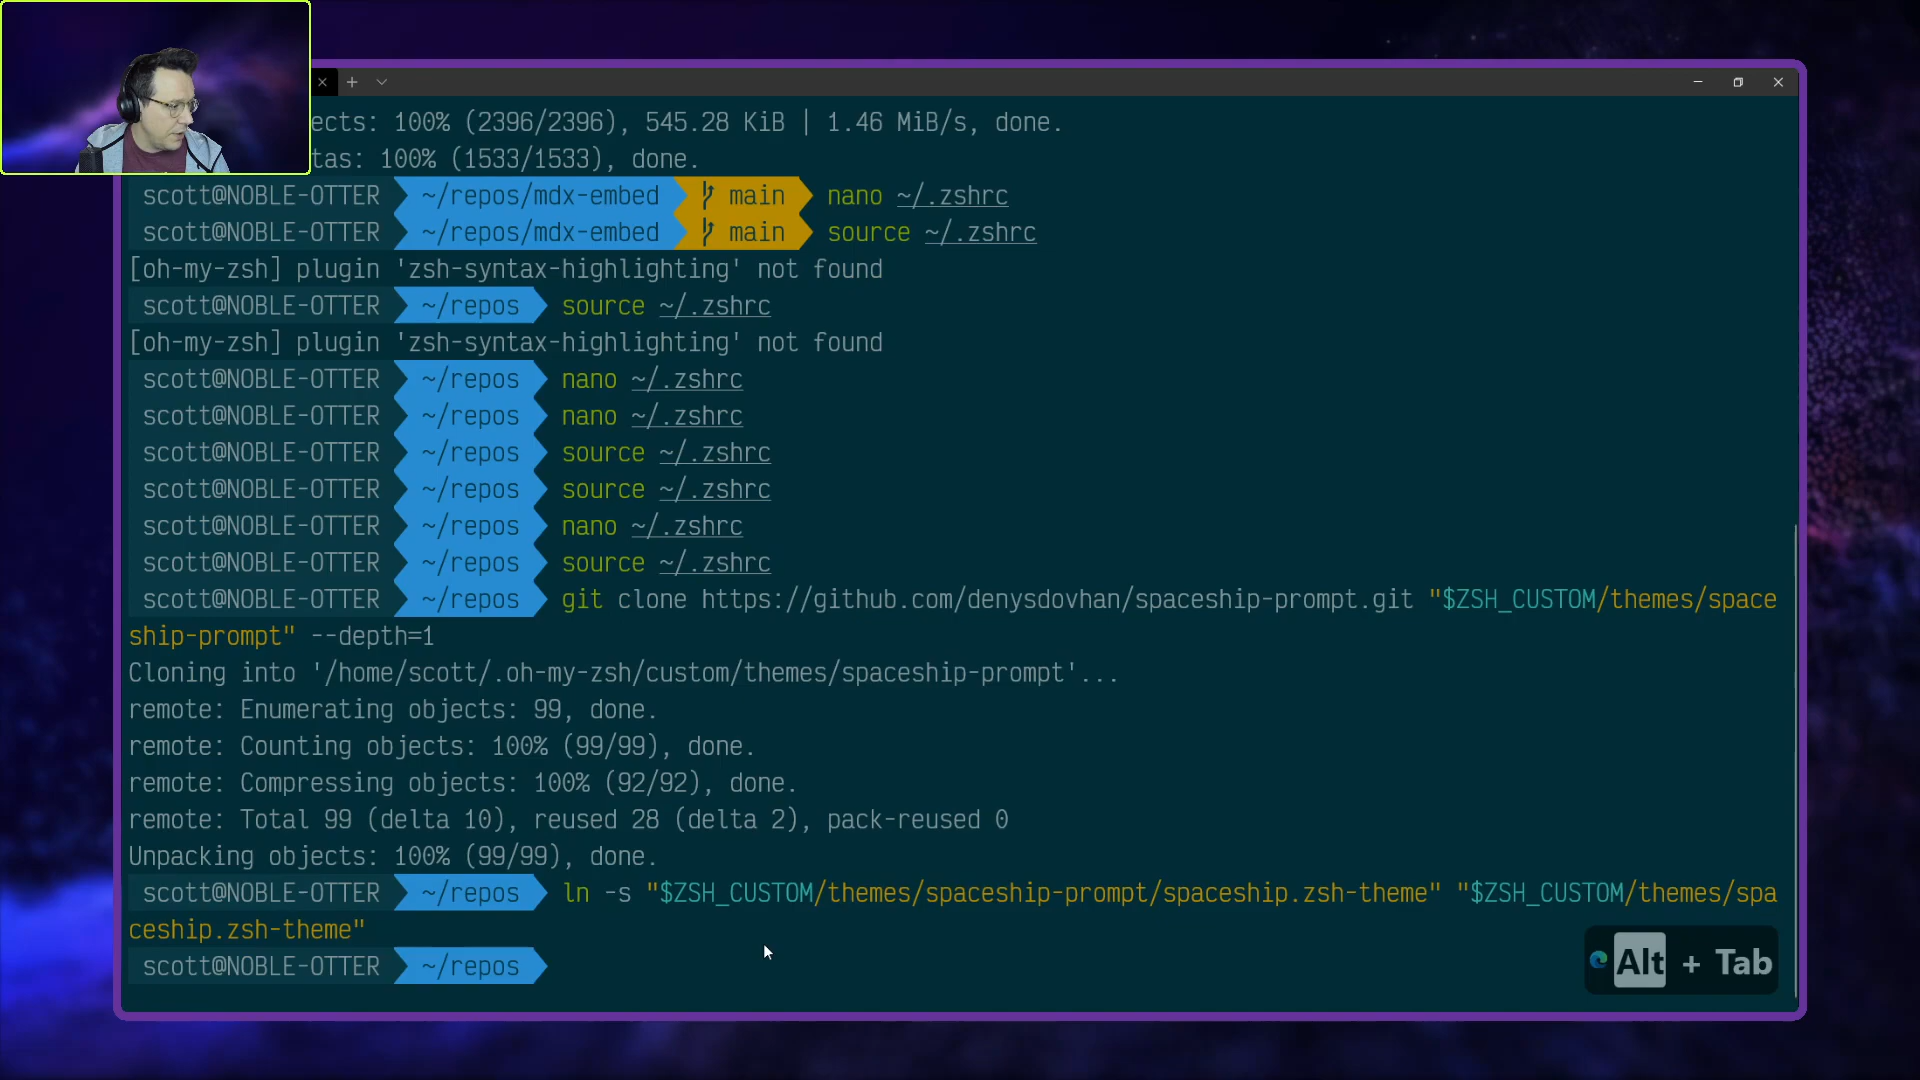 ects: 100% (2396/2396), 545.28 KiB | 1.46 MiB/s, done.
tas: 100% (1533/1533), done.
scott@NOBLE-OTTER ~/repos/mdx-embed main nano ~/.zshrc
scott@NOBLE-OTTER ~/repos/mdx-embed main source ~/.zshrc
[oh-my-zsh] plugin 'zsh-syntax-highlighting' not found
scott@NOBLE-OTTER ~/repos source ~/.zshrc
[oh-my-zsh] plugin 'zsh-syntax-highlighting' not found
scott@NOBLE-OTTER ~/repos nano ~/.zshrc
scott@NOBLE-OTTER ~/repos nano ~/.zshrc
scott@NOBLE-OTTER ~/repos source ~/.zshrc
scott@NOBLE-OTTER ~/repos source ~/.zshrc
scott@NOBLE-OTTER ~/repos nano ~/.zshrc
scott@NOBLE-OTTER ~/repos source ~/.zshrc
scott@NOBLE-OTTER ~/repos git clone https://github.com/denysdovhan/spaceship-prompt.git "$ZSH_CUSTOM/themes/space
ship-prompt" --depth=1
Cloning into '/home/scott/.oh-my-zsh/custom/themes/spaceship-prompt'...
remote: Enumerating objects: 99, done.
remote: Counting objects: 100% (99/99), done.
remote: Compressing objects: 100% (92/92), done.
remote: Total 99 (delta 10), reused 28 (delta 2), pack-reused 0
Unpacking objects: 100% (99/99), done.
scott@NOBLE-OTTER ~/repos ln -s "$ZSH_CUSTOM/themes/spaceship-prompt/spaceship.zsh-theme" "$ZSH_CUSTOM/themes/spa
ceship.zsh-theme"
scott@NOBLE-OTTER ~/repos
Alt + Tab